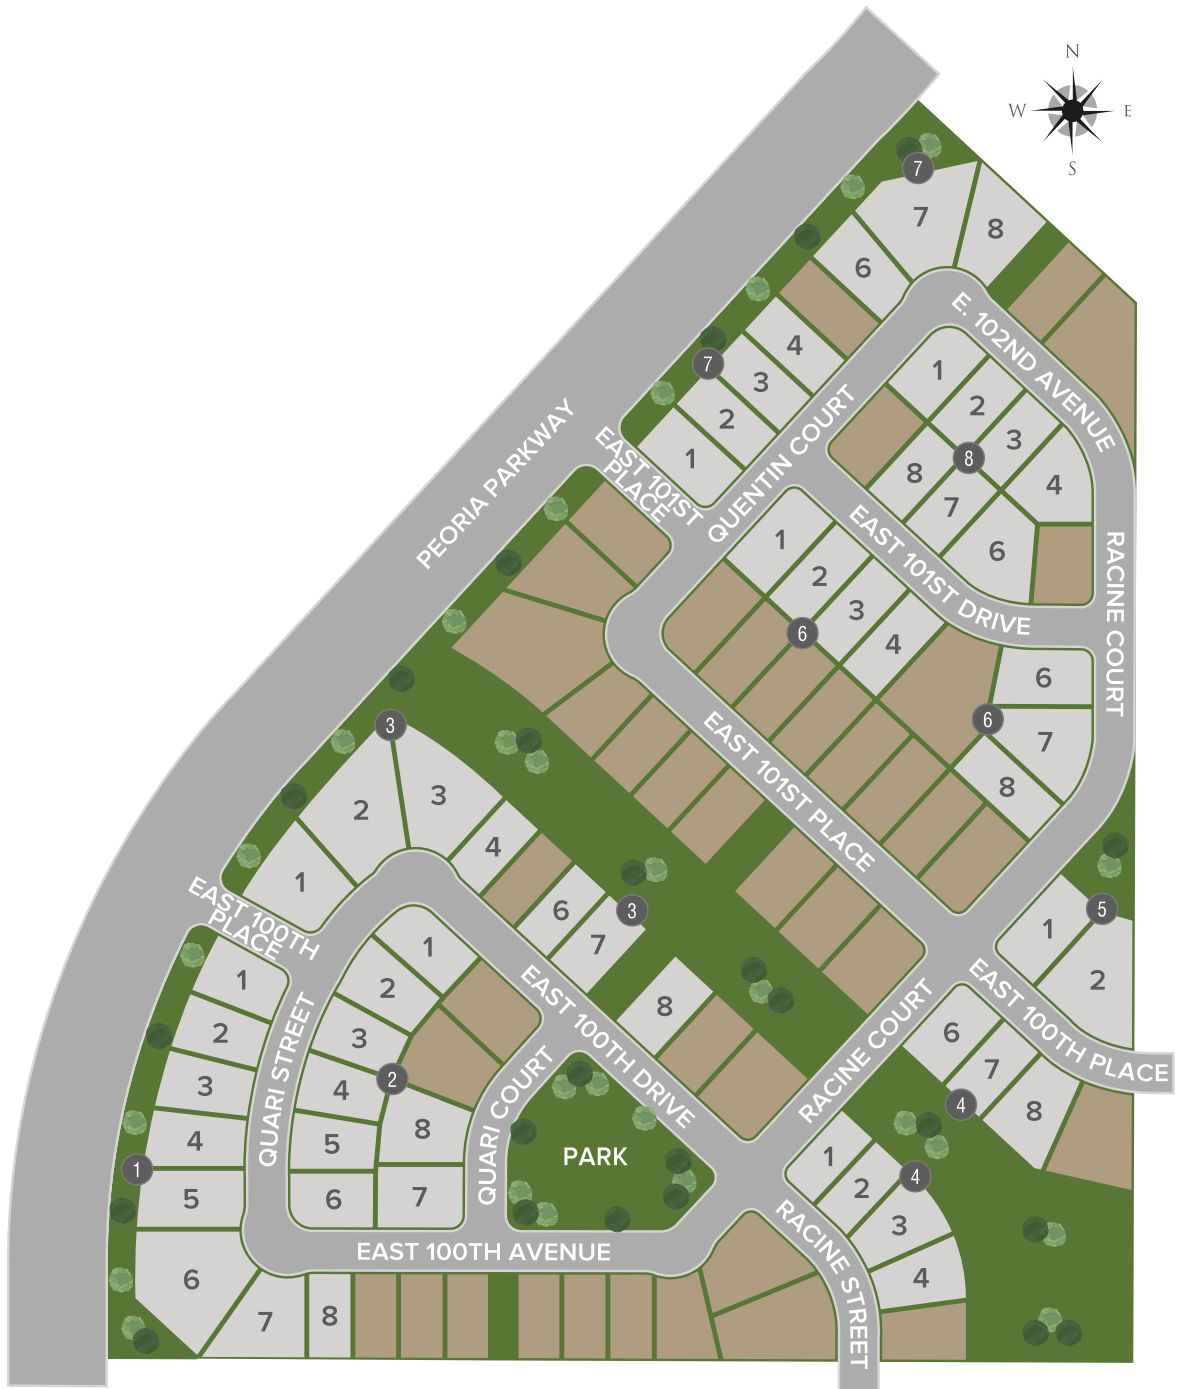 N
W
E
S
7
7
8
6
E. 102ND AVENUE
4
7
3
2
1
1
2
3
4
8
8
7
6
PEORIA PARKWAY
EAST 101ST
PLACE
QUENTIN COURT
EAST 101ST DRIVE
RACINE COURT
1
2
3
4
6
6
6
7
8
EAST 101ST PLACE
3
3
2
4
1
6
3
7
8
EAST 100TH
PLACE
1
5
2
EAST 100TH PLACE
6
7
4
8
1
2
3
4
1
5
6
7
8
QUARI STREET
1
2
3
4
2
5
8
6
7
QUARI COURT
EAST 100TH DRIVE
RACINE COURT
PARK
EAST 100TH AVENUE
1
2
4
3
4
RACINE STREET